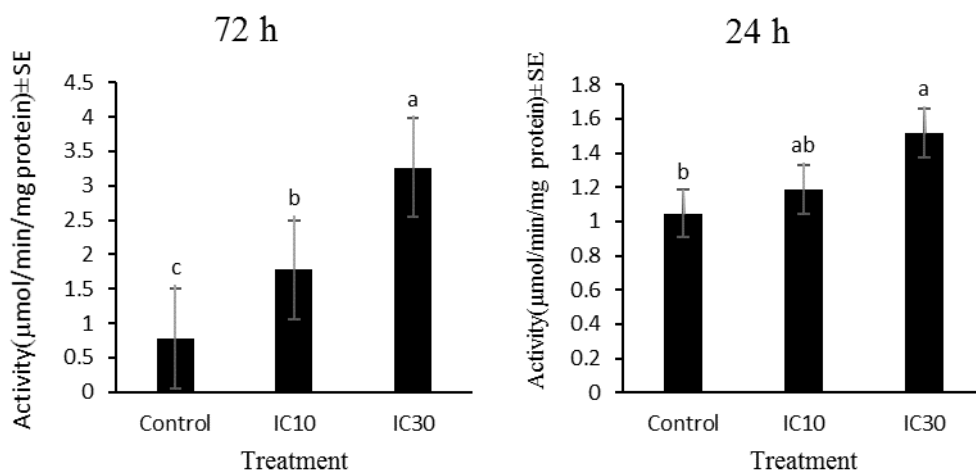 72 h
Activity(µmol/min/mg protein)±SE
4.5
4
3.5
3
2.5
2
1.5
1
0.5
0
c
b
a
Control IC10 IC30
Treatment
24 h
Activity(µmol/min/mg protein)±SE
1.8
1.6
1.4
1.2
1
0.8
0.6
0.4
0.2
0
b
ab
a
Control IC10 IC30
Treatment